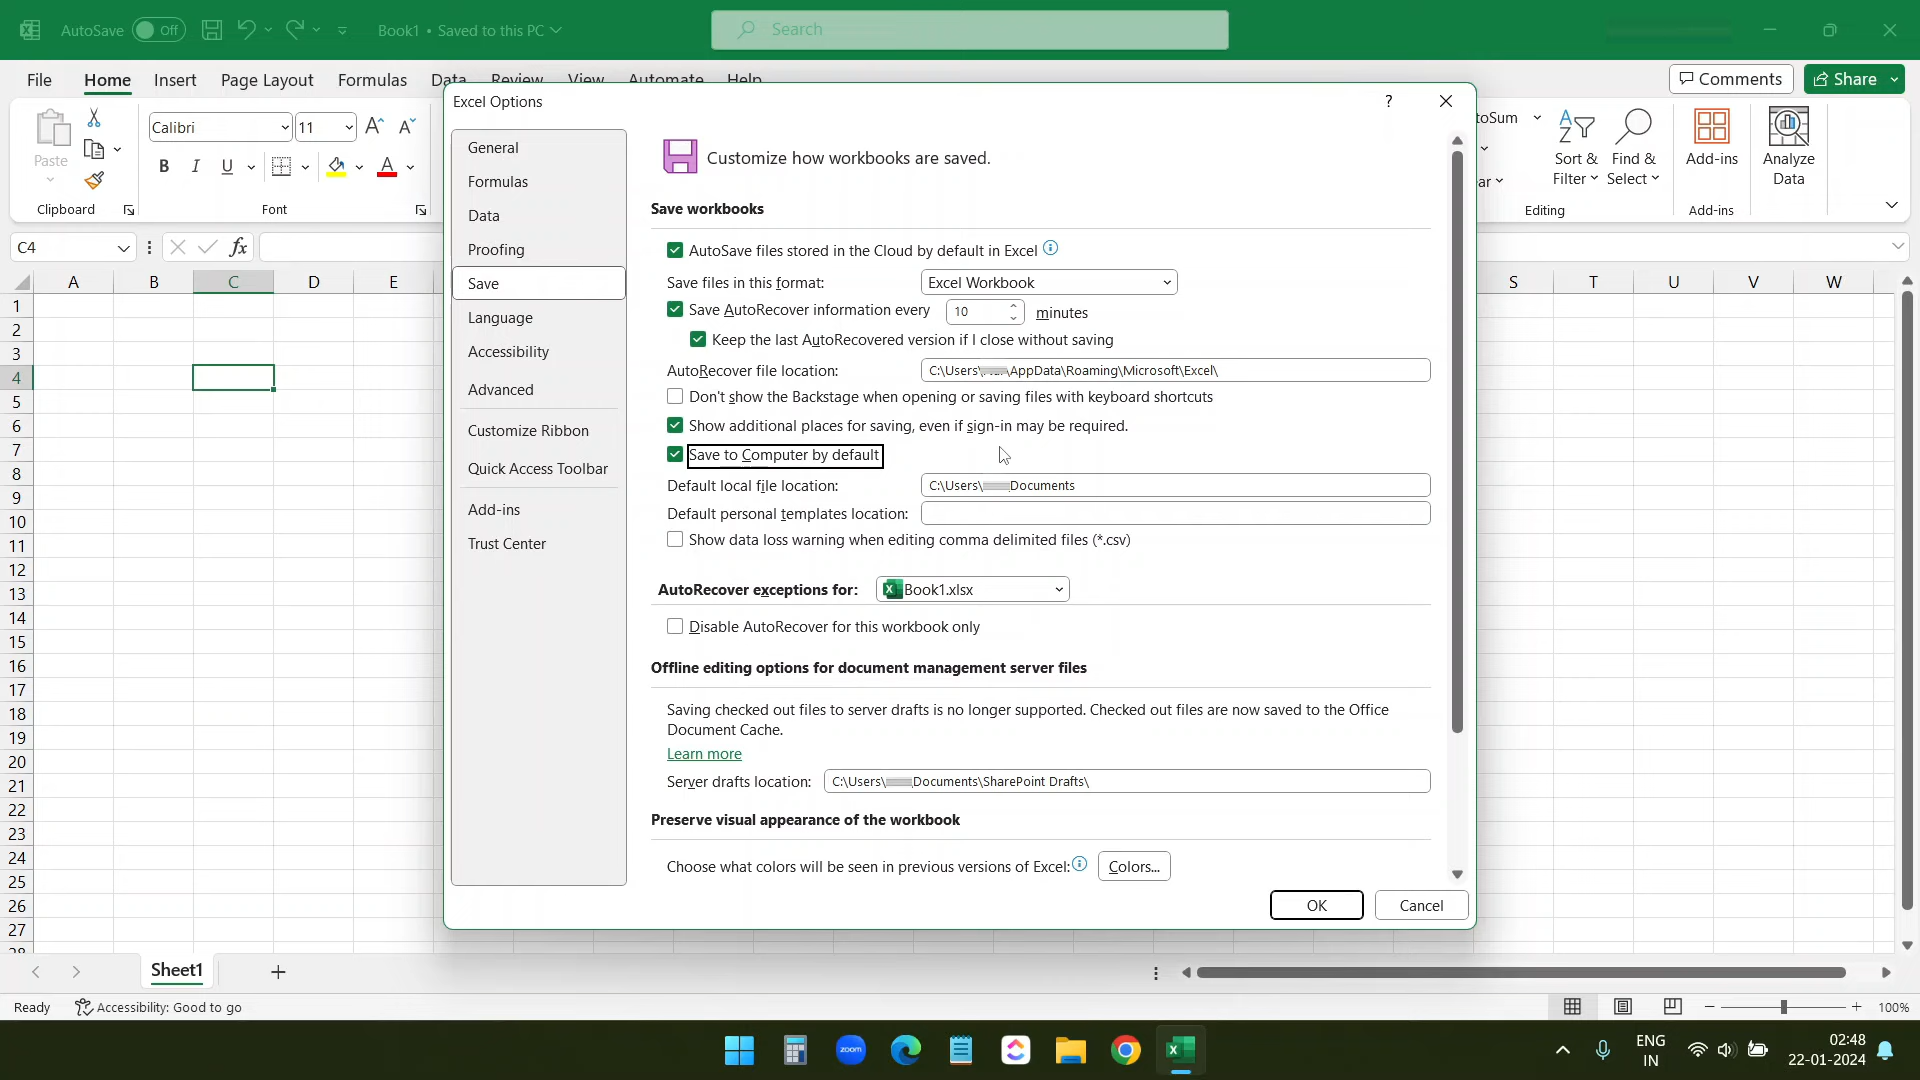 AutoSave Off Book1 • Saved to this PC Search
File Home Insert Page Layout Formulas Data Review View Automate Help Comments Share
Excel Options
Paste
Clipboard
Calibri 11
B I U A
Font
Sort & Filter
Find & Select
Editing
Add-ins
Add-ins
Analyze Data
C4 fx
A B C D E S T U V W
1
2
3
4
5
6
7
8
9
10
11
12
13
14
15
16
17
18
19
20
21
22
23
24
25
26
27
28
General
Formulas
Data
Proofing
Save
Language
Accessibility
Advanced
Customize Ribbon
Quick Access Toolbar
Add-ins
Trust Center
Customize how workbooks are saved.
Save workbooks
AutoSave files stored in the Cloud by default in Excel
Save files in this format: Excel Workbook
Save AutoRecover information every 10 minutes
Keep the last AutoRecovered version if I close without saving
AutoRecover file location: C:\Users\ \AppData\Roaming\Microsoft\Excel\
Don't show the Backstage when opening or saving files with keyboard shortcuts
Show additional places for saving, even if sign-in may be required.
Save to Computer by default
Default local file location: C:\Users\ Documents
Default personal templates location:
Show data loss warning when editing comma delimited files (*.csv)
AutoRecover exceptions for: Book1.xlsx
Disable AutoRecover for this workbook only
Offline editing options for document management server files
Saving checked out files to server drafts is no longer supported. Checked out files are now saved to the Office
Document Cache.
Learn more
Server drafts location: C:\Users\ Documents\SharePoint Drafts\
Preserve visual appearance of the workbook
Choose what colors will be seen in previous versions of Excel: Colors...
OK Cancel
Sheet1
Ready Accessibility: Good to go 100%
zoom
ENG
IN
02:48
22-01-2024